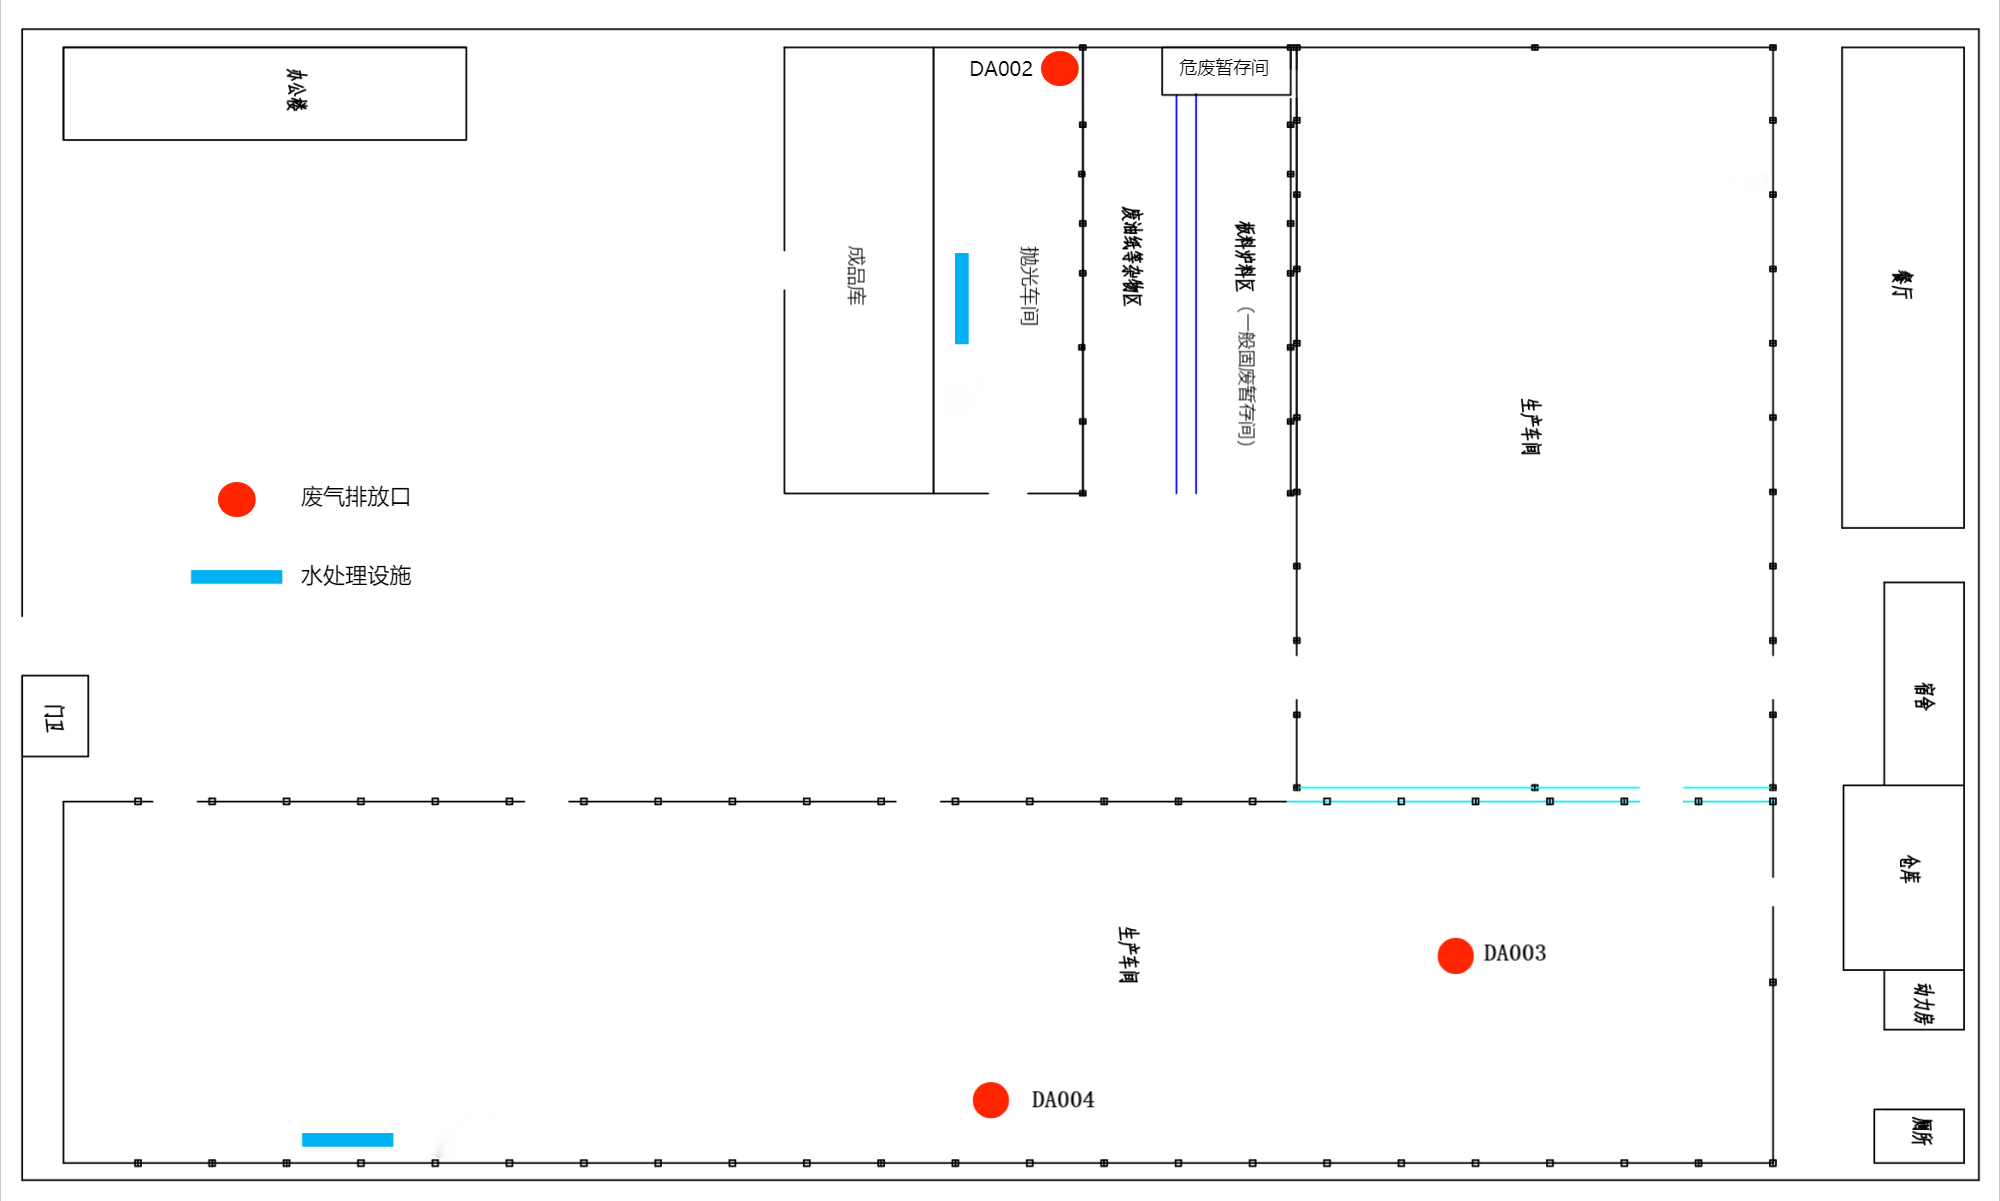 办公楼
DA002
危废暂存间
成品库
抛光车间
废油纸等杂物区
板料炉料区（一般固废暂存间）
生产车间
餐厅
废气排放口
水处理设施
门卫
宿舍
仓库
生产车间
DA003
动力房
DA004
厕所